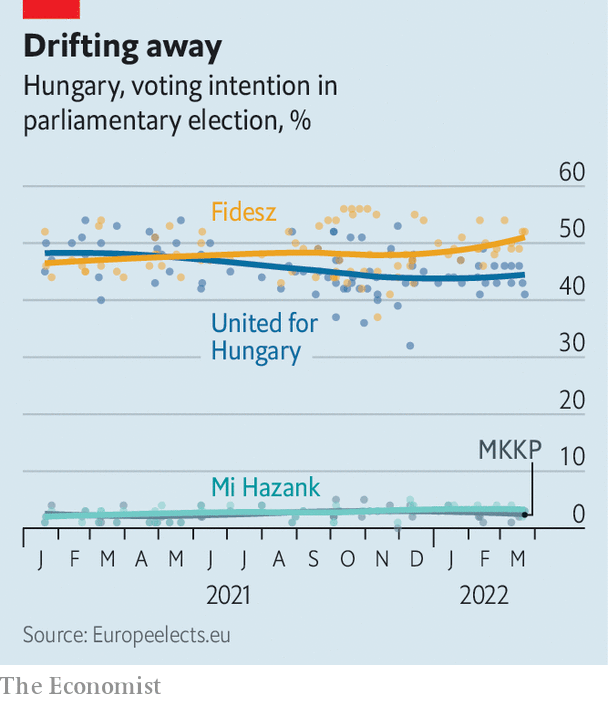 Drifting away
Hungary, voting intention in
parliamentary election, %
60
Fidesz
50
40
United for
Hungary
30
20
MKKP
10
Mi Hazank
0
J F M A M J J A S O N D J F M
2021 2022
Source: Europeelects.eu
The Economist